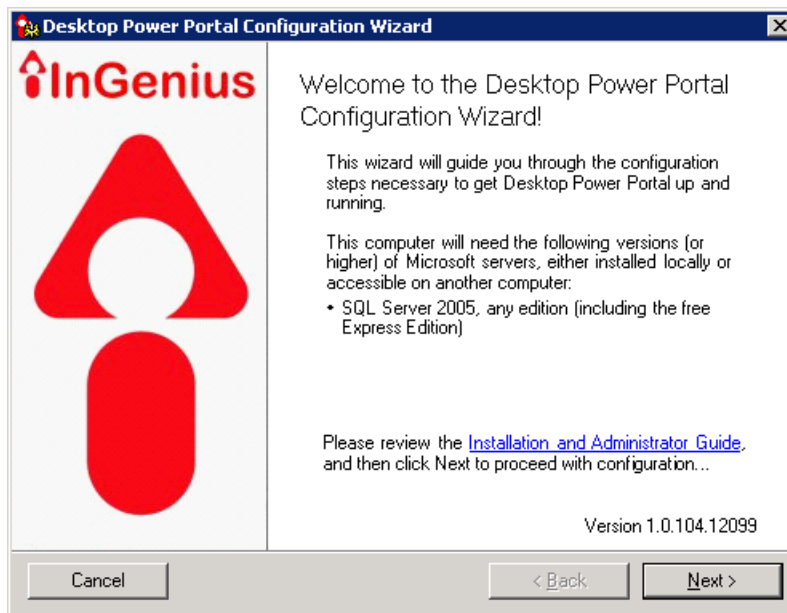 Desktop Power Portal Configuration Wizard
InGenius
Welcome to the Desktop Power Portal
Configuration Wizard!
This wizard will guide you through the configuration
steps necessary to get Desktop Power Portal up and
running.
This computer will need the following versions (or
higher) of Microsoft servers, either installed locally or
accessible on another computer:
• SQL Server 2005, any edition (including the free
Express Edition)
Please review the Installation and Administrator Guide,
and then click Next to proceed with configuration...
Version 1.0.104.12099
Cancel
< Back
Next >